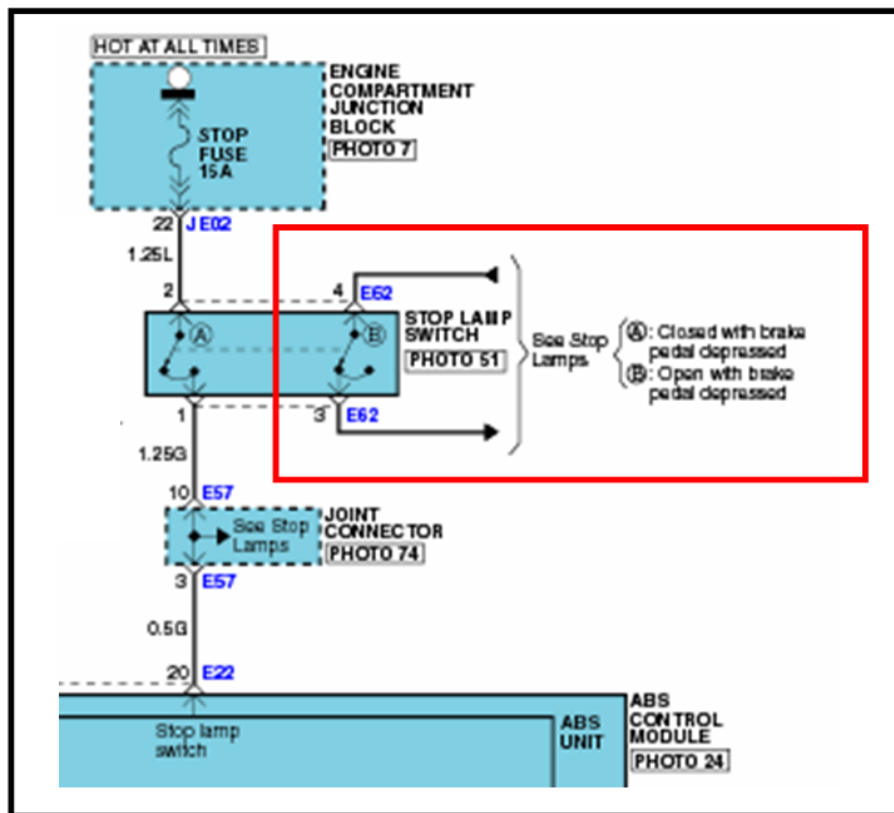 HOT AT ALL TIMES
ENGINE
COMPARTMENT
JUNCTION
BLOCK
PHOTO 7
STOP
FUSE
15A
22 JE02
1.25L
2
4 E62
A
B
STOP LAMP
SWITCH
PHOTO 51
See Stop
Lamps
A: Closed with brake
pedal depressed
B: Open with brake
pedal depressed
1
3 E62
1.25G
10 E57
See Stop
Lamps
JOINT
CONNECTOR
PHOTO 74
3 E57
0.5G
20 E22
Stop lamp
switch
ABS
UNIT
ABS
CONTROL
MODULE
PHOTO 24